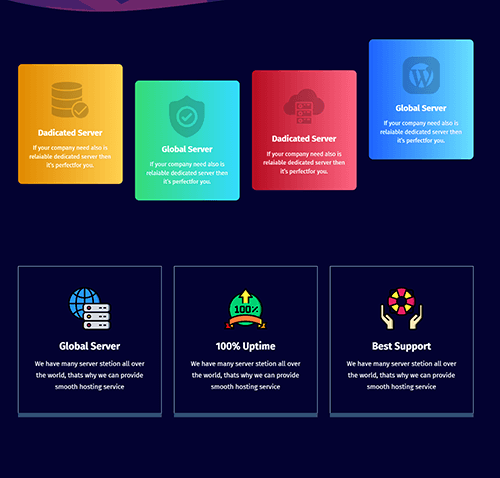 Dadicated Server
If your company need also is
relaiable dedicated server then
it's perfectfor you.
Global Server
If your company need also is
relaiable dedicated server then
it's perfectfor you.
Dadicated Server
If your company need also is
relaiable dedicated server then
it's perfectfor you.
Global Server
If your company need also is
relaiable dedicated server then
it's perfectfor you.
Global Server
We have many server stetion all over
the world, thats why we can provide
smooth hosting service
100%
100% Uptime
We have many server stetion all over
the world, thats why we can provide
smooth hosting service
Best Support
We have many server stetion all over
the world, thats why we can provide
smooth hosting service